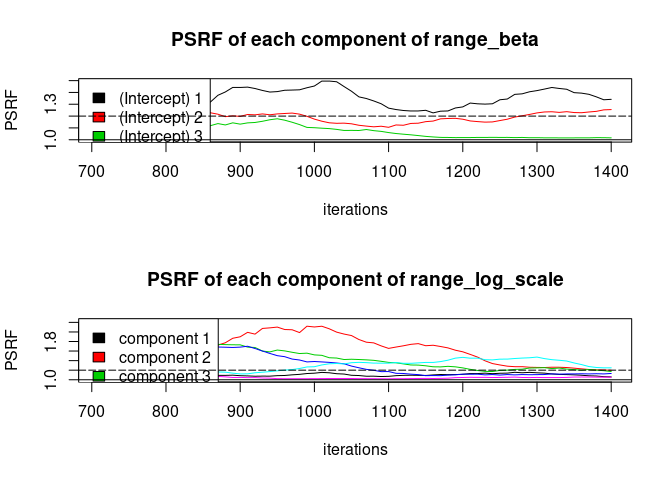 PSRF of each component of range_beta
PSRF
1.3
1.0
(Intercept) 1
(Intercept) 2
(Intercept) 3
700 800 900 1000 1100 1200 1300 1400
iterations
PSRF of each component of range_log_scale
PSRF
1.8
1.0
component 1
component 2
component 3
700 800 900 1000 1100 1200 1300 1400
iterations